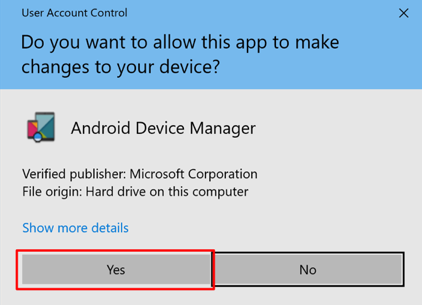 User Account Control
Do you want to allow this app to make
changes to your device?
Android Device Manager
Verified publisher: Microsoft Corporation
File origin: Hard drive on this computer
Show more details
Yes
No